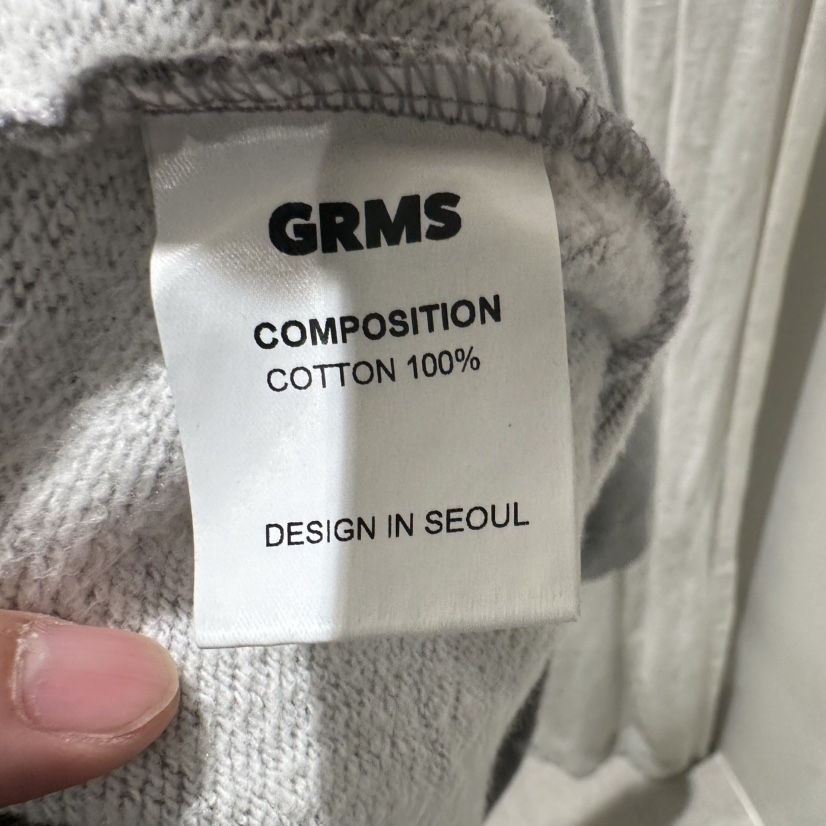 GRMS
COMPOSITION
COTTON 100%
DESIGN IN SEOUL